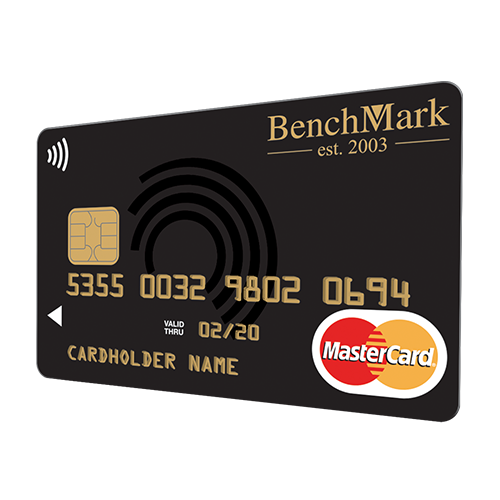 BenchMark
est. 2003
5355 0032 9802 0694
VALID
THRU 02/20
CARDHOLDER NAME
MasterCard